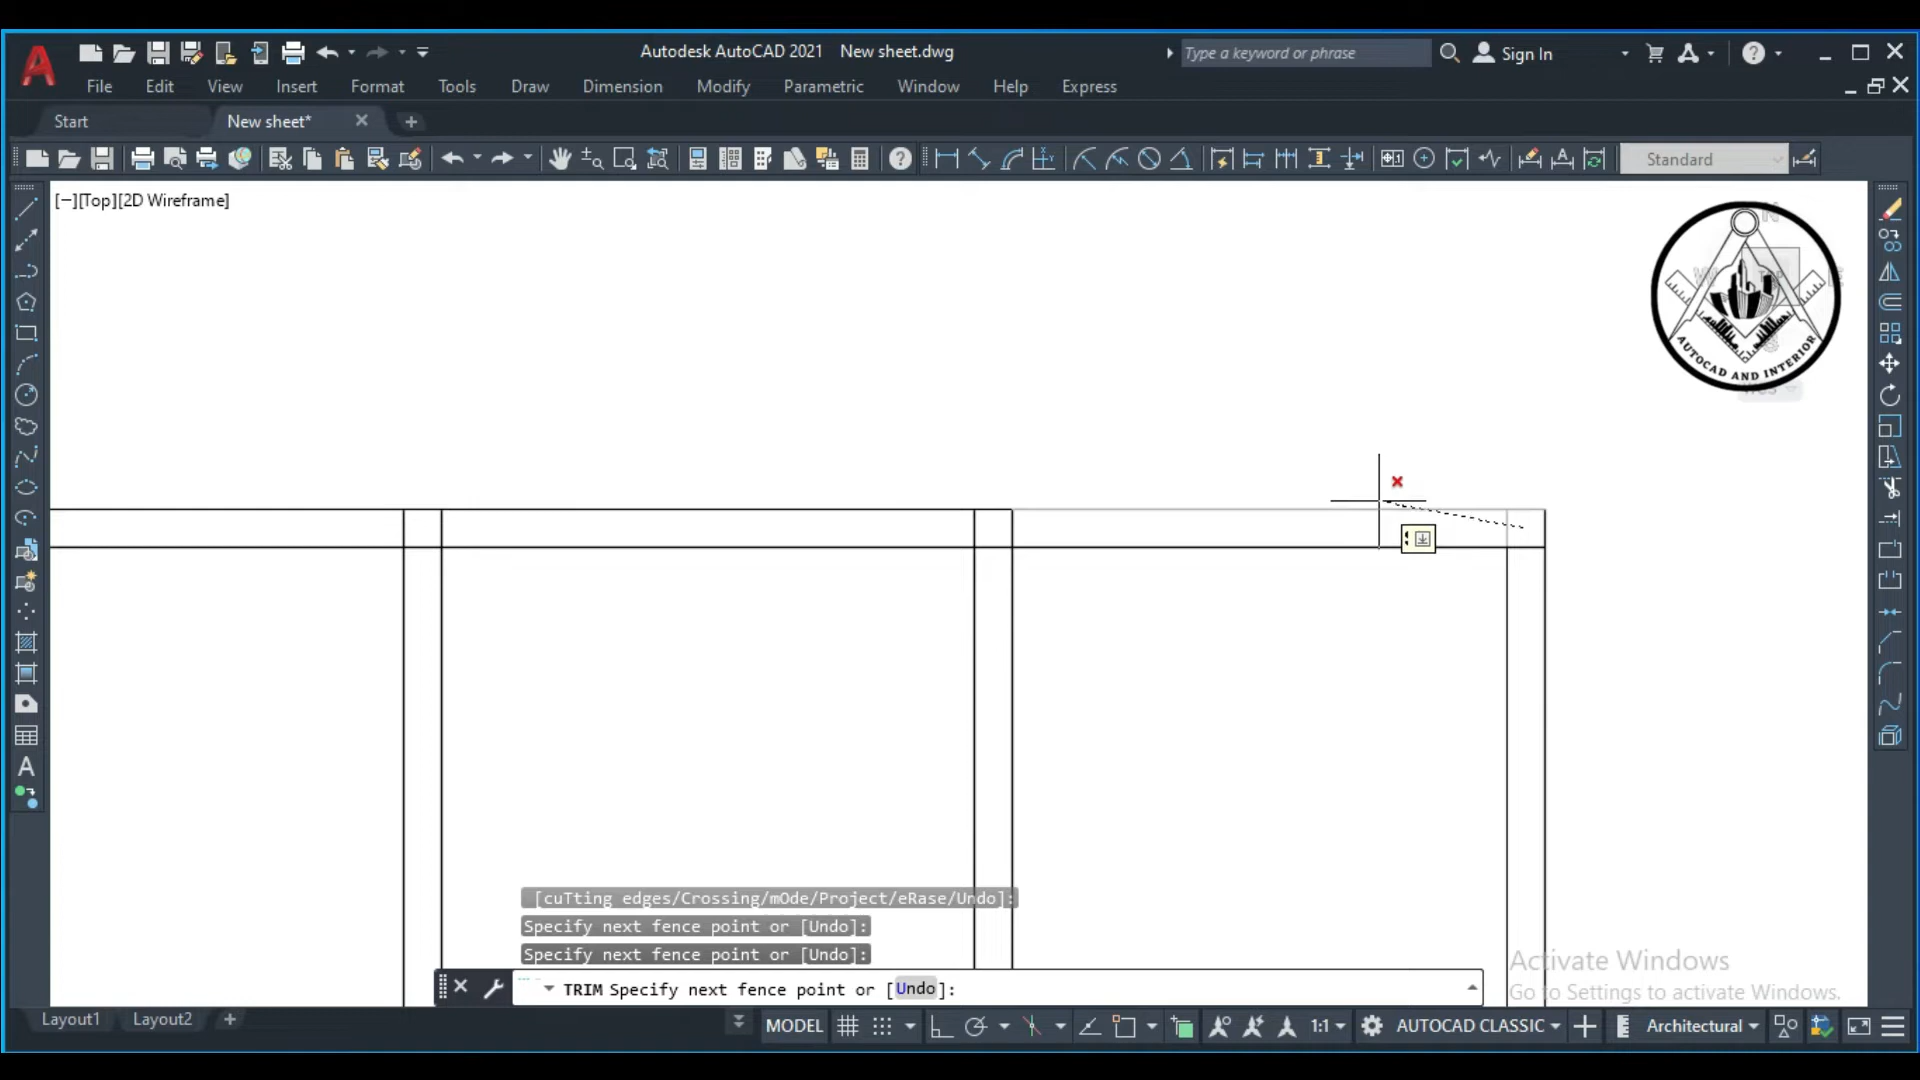 Autodesk AutoCAD 2021 New sheet.dwg
Type a keyword or phrase
Sign In
File Edit View Insert Format Tools Draw Dimension Modify Parametric Window Help Express
Start New sheet*
Standard
[−][Top][2D Wireframe]
AUTOCAD AND INTERIOR
[cuTting edges/Crossing/mOde/Project/eRase/Undo]:
Specify next fence point or [Undo]:
Specify next fence point or [Undo]:
TRIM Specify next fence point or [Undo]:
Activate Windows
Go to Settings to activate Windows.
Layout1 Layout2 MODEL 1:1 AUTOCAD CLASSIC Architectural